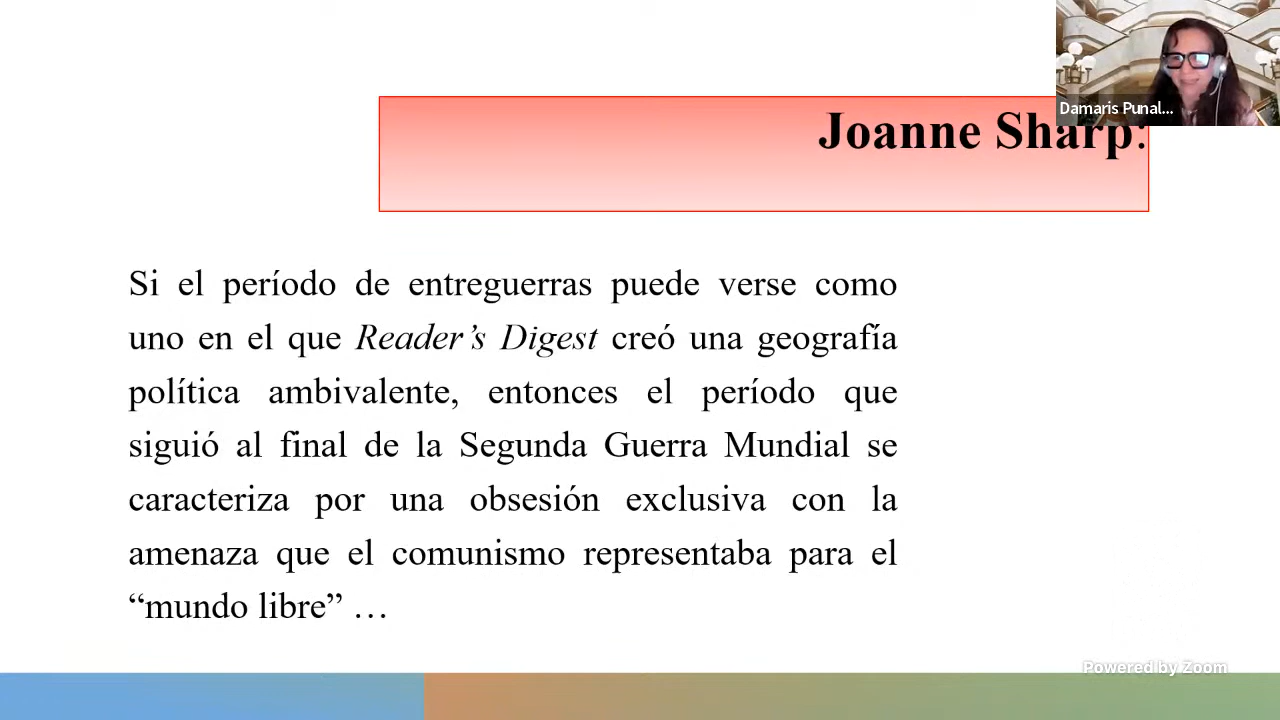 Damaris Punal...
Joanne Sharp:
Si el período de entreguerras puede verse como
uno en el que Reader’s Digest creó una geografía
política ambivalente, entonces el período que
siguió al final de la Segunda Guerra Mundial se
caracteriza por una obsesión exclusiva con la
amenaza que el comunismo representaba para el
“mundo libre” …
Powered by Zoom